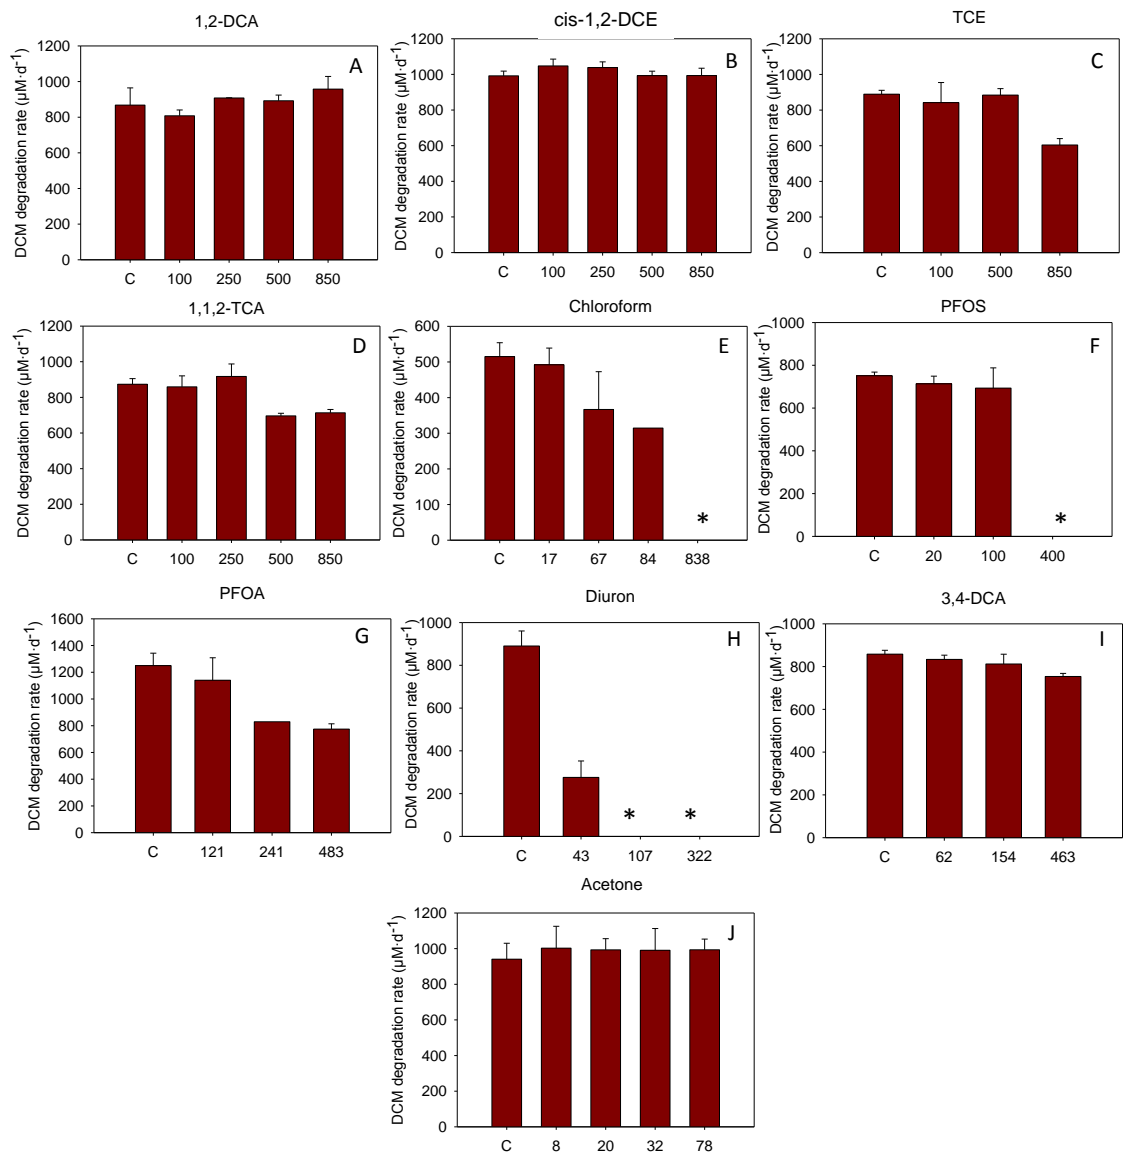 1,2-DCA
DCM degradation rate (µM·d⁻¹)
1200
1000
800
600
400
200
0
A
C 100 250 500 850
cis-1,2-DCE
DCM degradation rate (µM·d⁻¹)
1200
1000
800
600
400
200
0
B
C 100 250 500 850
TCE
DCM degradation rate (µM·d⁻¹)
1200
1000
800
600
400
200
0
C
C 100 500 850
1,1,2-TCA
DCM degradation rate (µM·d⁻¹)
1200
1000
800
600
400
200
0
D
C 100 250 500 850
Chloroform
DCM degradation rate (µM·d⁻¹)
600
500
400
300
200
100
0
E
*
C 17 67 84 838
PFOS
DCM degradation rate (µM·d⁻¹)
1000
800
600
400
200
0
F
*
C 20 100 400
PFOA
DCM degradation rate (µM·d⁻¹)
1600
1400
1200
1000
800
600
400
200
0
G
C 121 241 483
Diuron
DCM degradation rate (µM·d⁻¹)
1000
800
600
400
200
0
H
* *
C 43 107 322
3,4-DCA
DCM degradation rate (µM·d⁻¹)
1000
800
600
400
200
0
I
C 62 154 463
Acetone
DCM degradation rate (µM·d⁻¹)
1200
1000
800
600
400
200
0
J
C 8 20 32 78